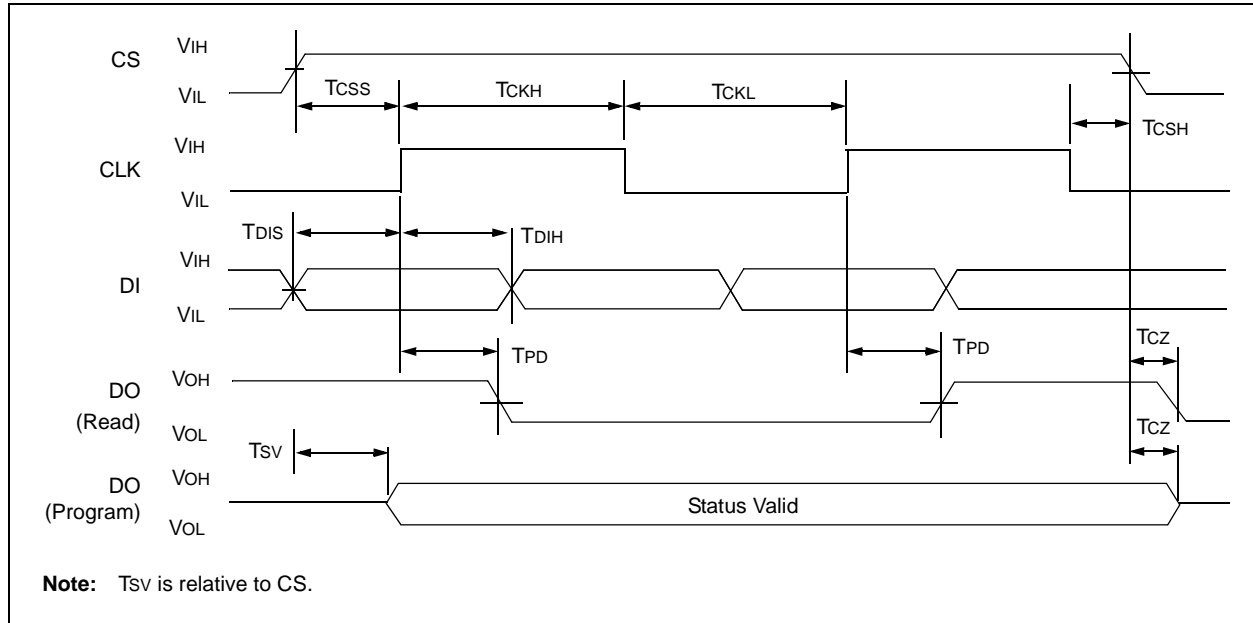 CS
VIH
VIL
TCSS
TCKH
TCKL
TCSH
CLK
VIH
VIL
TDIS
TDIH
DI
VIH
VIL
TPD
TPD
TCZ
DO
(Read)
VOH
VOL
TCZ
TSV
DO
(Program)
VOH
VOL
Status Valid
Note: TSV is relative to CS.